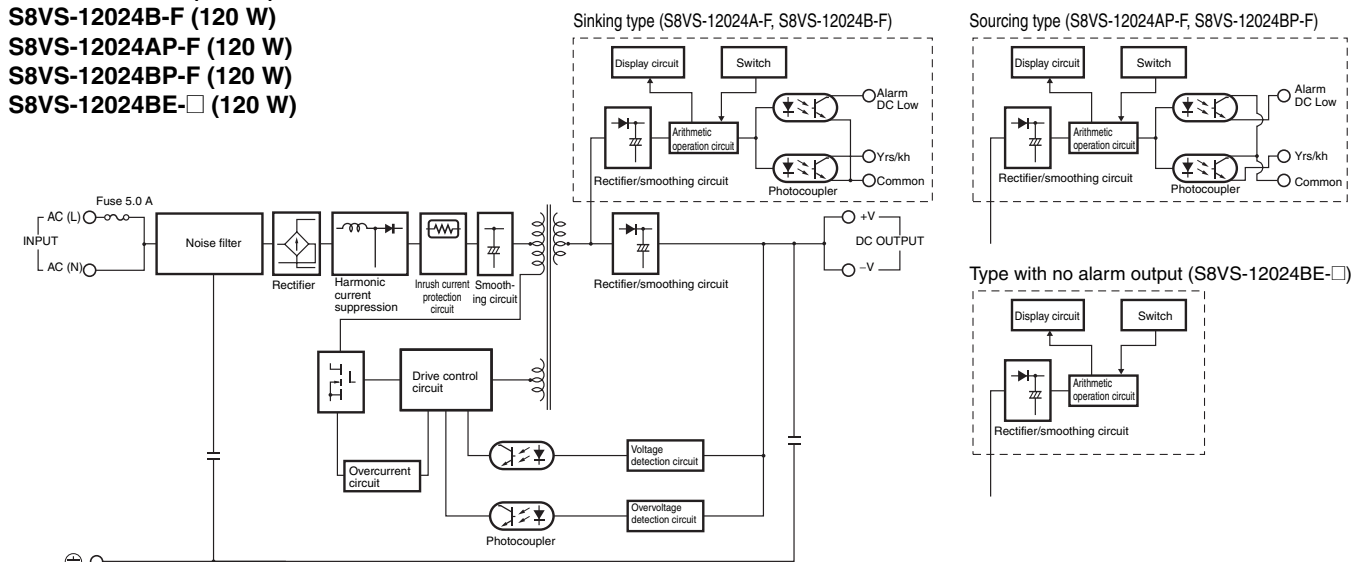 S8VS-12024B-F (120 W)
S8VS-12024AP-F (120 W)
S8VS-12024BP-F (120 W)
S8VS-12024BE-□ (120 W)
Sinking type (S8VS-12024A-F, S8VS-12024B-F)
Display circuit
Switch
Alarm
DC Low
Arithmetic
operation circuit
Yrs/kh
Rectifier/smoothing circuit
Common
Photocoupler
Sourcing type (S8VS-12024AP-F, S8VS-12024BP-F)
Display circuit
Switch
Alarm
DC Low
Arithmetic
operation circuit
Yrs/kh
Rectifier/smoothing circuit
Common
Photocoupler
Fuse 5.0 A
AC (L)
INPUT
AC (N)
Noise filter
Rectifier
Harmonic
current
suppression
Inrush current
protection
circuit
Smooth-
ing circuit
Rectifier/smoothing circuit
+V
DC OUTPUT
−V
Type with no alarm output (S8VS-12024BE-□)
Display circuit
Switch
Arithmetic
operation circuit
Rectifier/smoothing circuit
Drive control
circuit
Overcurrent
circuit
Voltage
detection circuit
Overvoltage
detection circuit
Photocoupler